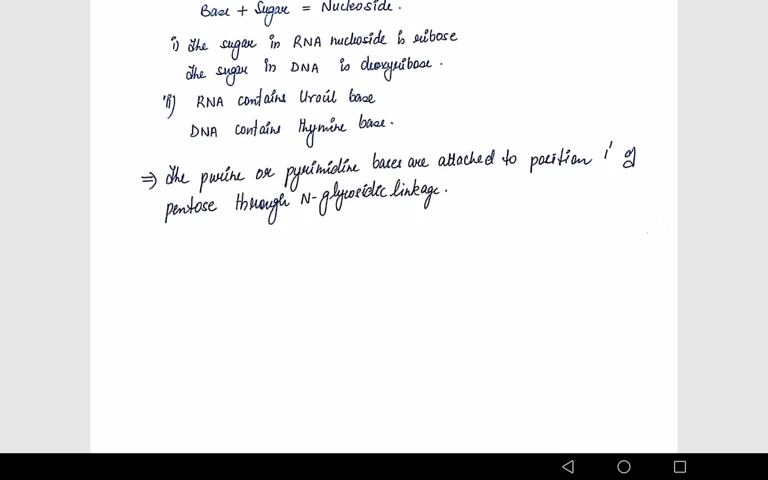 Base + Sugar = Nucleoside.
i) The sugar in RNA nucleoside is ribose
The sugar in DNA is deoxyribose.
ii) RNA contains Uracil base
DNA contains thymine base.
⇒ The purine or pyrimidine bases are attached to position 1' of
pentose through N-glycosidic linkage.